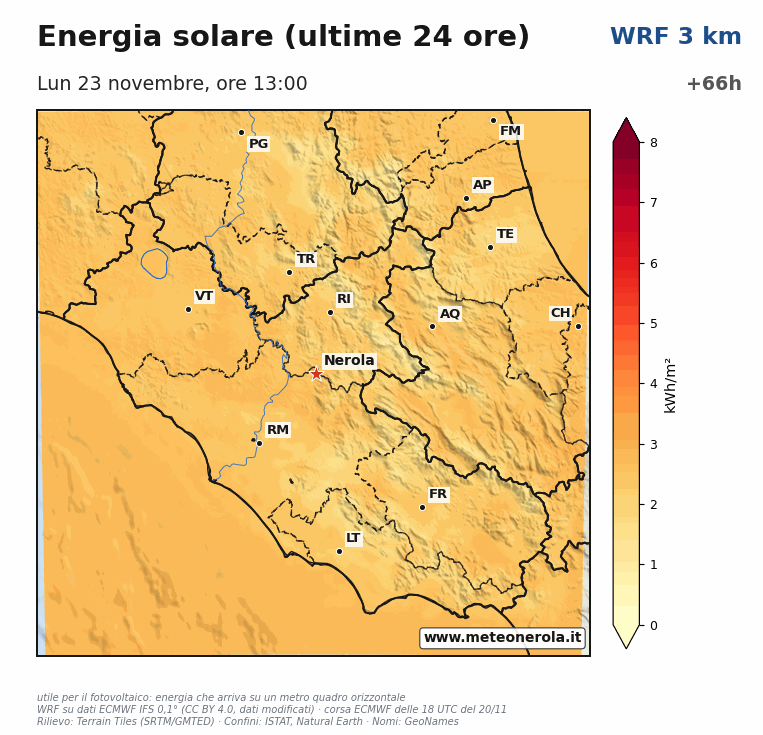 Energia solare (ultime 24 ore)
WRF 3 km
Lun 23 novembre, ore 13:00
+66h
PG
FM
AP
TE
TR
VT
RI
AQ
CH
Nerola
RM
FR
LT
www.meteonerola.it
8
7
6
5
4
3
2
1
0
kWh/m²
utile per il fotovoltaico: energia che arriva su un metro quadro orizzontale
WRF su dati ECMWF IFS 0,1° (CC BY 4.0, dati modificati) · corsa ECMWF delle 18 UTC del 20/11
Rilievo: Terrain Tiles (SRTM/GMTED) · Confini: ISTAT, Natural Earth · Nomi: GeoNames